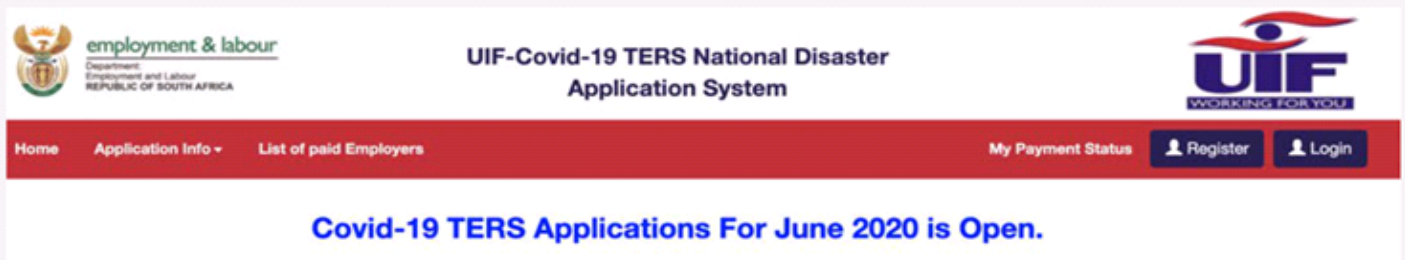 employment & labour
Department:
Employment and Labour
REPUBLIC OF SOUTH AFRICA
UIF-Covid-19 TERS National Disaster
Application System
UIF
WORKING FOR YOU
Home Application Info List of paid Employers My Payment Status Register Login
Covid-19 TERS Applications For June 2020 is Open.